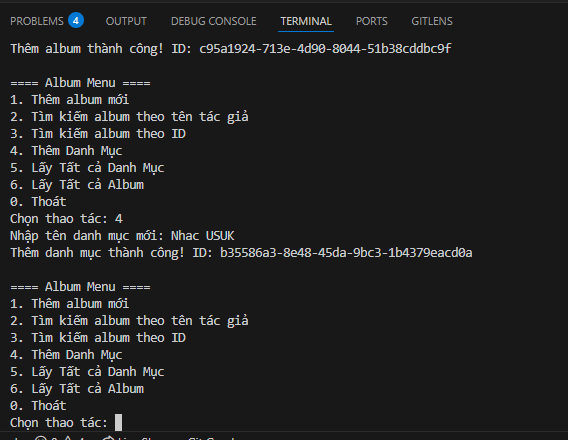 PROBLEMS 4 OUTPUT DEBUG CONSOLE TERMINAL PORTS GITLENS
Thêm album thành công! ID: c95a1924-713e-4d90-8044-51b38cddbc9f
==== Album Menu ====
1. Thêm album mới
2. Tìm kiếm album theo tên tác giả
3. Tìm kiếm album theo ID
4. Thêm Danh Mục
5. Lấy Tất cả Danh Mục
6. Lấy Tất cả Album
0. Thoát
Chọn thao tác: 4
Nhập tên danh mục mới: Nhac USUK
Thêm danh mục thành công! ID: b35586a3-8e48-45da-9bc3-1b4379eacd0a
==== Album Menu ====
1. Thêm album mới
2. Tìm kiếm album theo tên tác giả
3. Tìm kiếm album theo ID
4. Thêm Danh Mục
5. Lấy Tất cả Danh Mục
6. Lấy Tất cả Album
0. Thoát
Chọn thao tác: